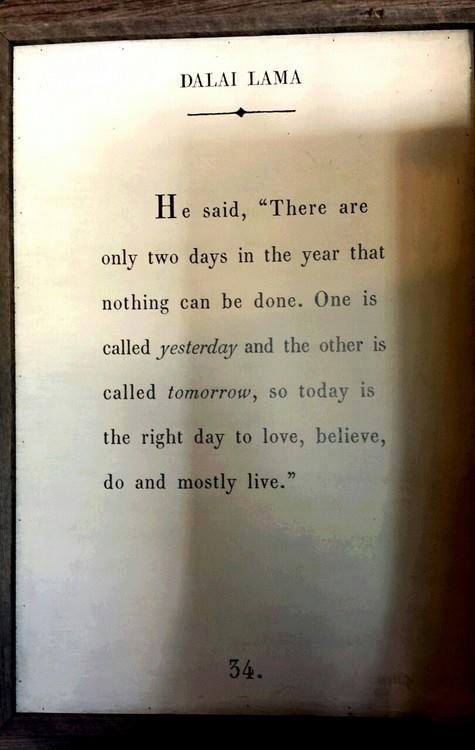 DALAI LAMA
He said, “There are
only two days in the year that
nothing can be done. One is
called yesterday and the other is
called tomorrow, so today is
the right day to love, believe,
do and mostly live.”
34.